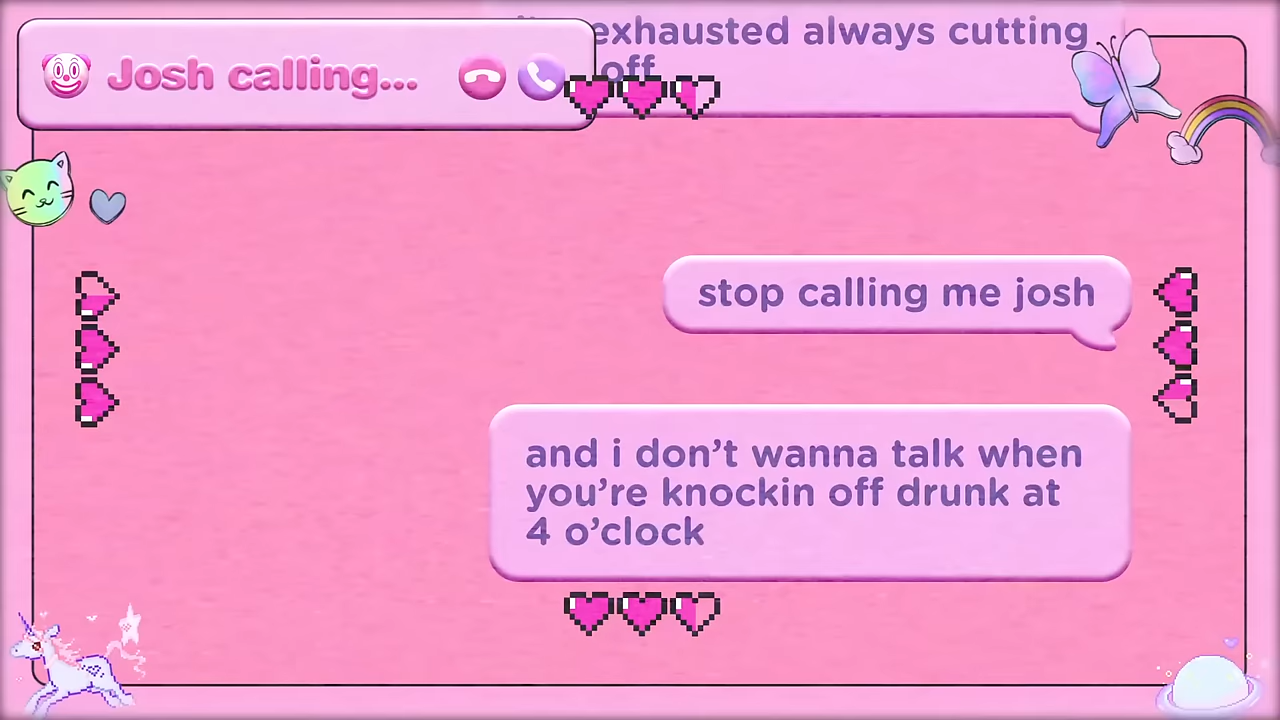 exhausted always cutting
off
Josh calling...
stop calling me josh
and i don’t wanna talk when
you’re knockin off drunk at
4 o’clock